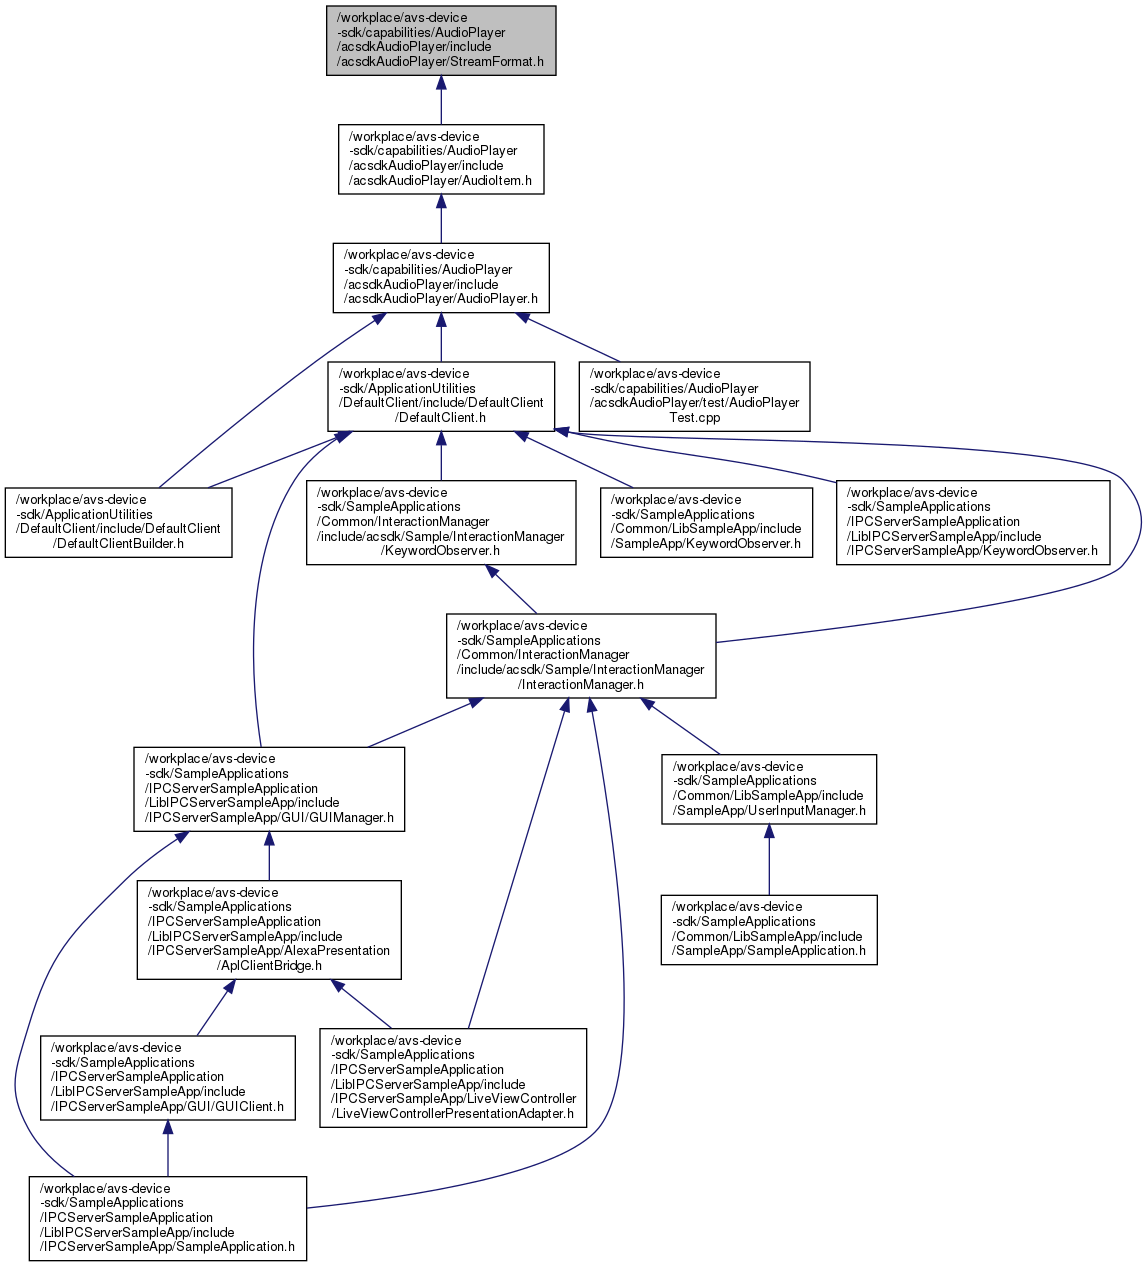 /workplace/avs-device
-sdk/capabilities/AudioPlayer
/acsdkAudioPlayer/include
/acsdkAudioPlayer/StreamFormat.h
/workplace/avs-device
-sdk/capabilities/AudioPlayer
/acsdkAudioPlayer/include
/acsdkAudioPlayer/AudioItem.h
/workplace/avs-device
-sdk/capabilities/AudioPlayer
/acsdkAudioPlayer/include
/acsdkAudioPlayer/AudioPlayer.h
/workplace/avs-device
-sdk/ApplicationUtilities
/DefaultClient/include/DefaultClient
/DefaultClient.h
/workplace/avs-device
-sdk/capabilities/AudioPlayer
/acsdkAudioPlayer/test/AudioPlayer
Test.cpp
/workplace/avs-device
-sdk/ApplicationUtilities
/DefaultClient/include/DefaultClient
/DefaultClientBuilder.h
/workplace/avs-device
-sdk/SampleApplications
/Common/InteractionManager
/include/acsdk/Sample/InteractionManager
/KeywordObserver.h
/workplace/avs-device
-sdk/SampleApplications
/Common/LibSampleApp/include
/SampleApp/KeywordObserver.h
/workplace/avs-device
-sdk/SampleApplications
/IPCServerSampleApplication
/LibIPCServerSampleApp/include
/IPCServerSampleApp/KeywordObserver.h
/workplace/avs-device
-sdk/SampleApplications
/Common/InteractionManager
/include/acsdk/Sample/InteractionManager
/InteractionManager.h
/workplace/avs-device
-sdk/SampleApplications
/IPCServerSampleApplication
/LibIPCServerSampleApp/include
/IPCServerSampleApp/GUI/GUIManager.h
/workplace/avs-device
-sdk/SampleApplications
/Common/LibSampleApp/include
/SampleApp/UserInputManager.h
/workplace/avs-device
-sdk/SampleApplications
/IPCServerSampleApplication
/LibIPCServerSampleApp/include
/IPCServerSampleApp/AlexaPresentation
/AplClientBridge.h
/workplace/avs-device
-sdk/SampleApplications
/Common/LibSampleApp/include
/SampleApp/SampleApplication.h
/workplace/avs-device
-sdk/SampleApplications
/IPCServerSampleApplication
/LibIPCServerSampleApp/include
/IPCServerSampleApp/GUI/GUIClient.h
/workplace/avs-device
-sdk/SampleApplications
/IPCServerSampleApplication
/LibIPCServerSampleApp/include
/IPCServerSampleApp/LiveViewController
/LiveViewControllerPresentationAdapter.h
/workplace/avs-device
-sdk/SampleApplications
/IPCServerSampleApplication
/LibIPCServerSampleApp/include
/IPCServerSampleApp/SampleApplication.h